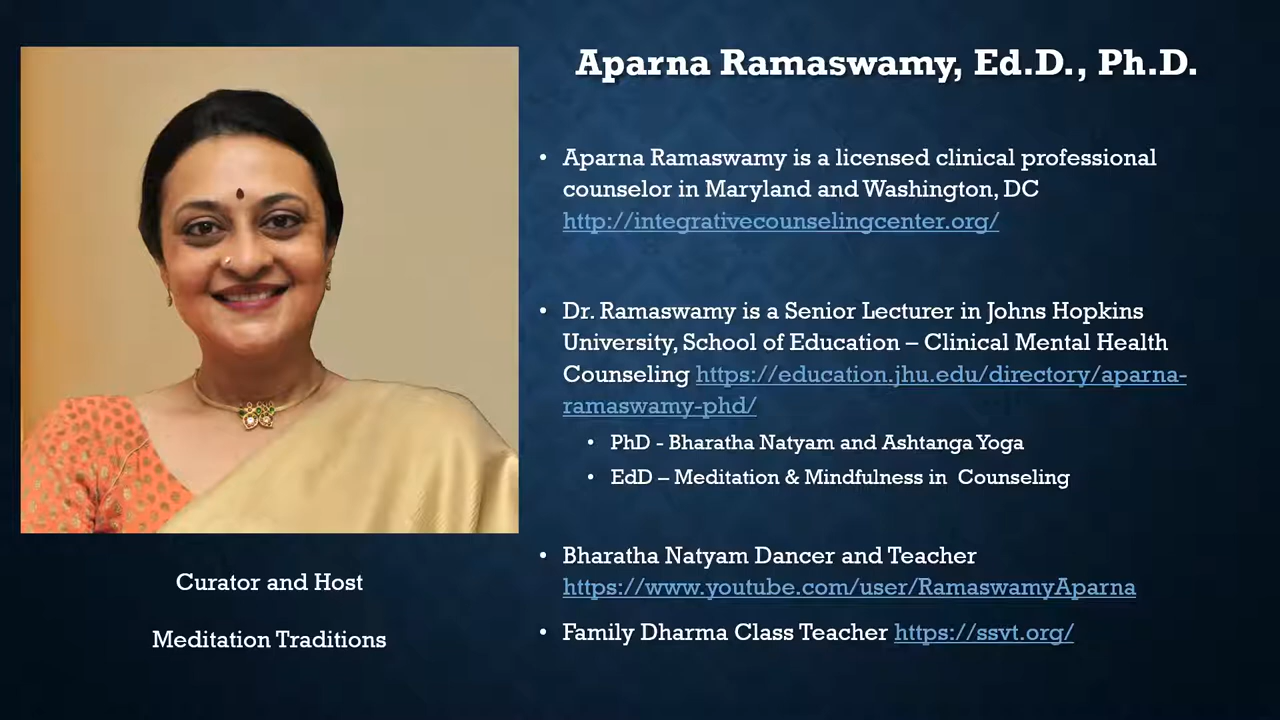 Aparna Ramaswamy, Ed.D., Ph.D.
• Aparna Ramaswamy is a licensed clinical professional
counselor in Maryland and Washington, DC
http://integrativecounselingcenter.org/
• Dr. Ramaswamy is a Senior Lecturer in Johns Hopkins
University, School of Education – Clinical Mental Health
Counseling https://education.jhu.edu/directory/aparna-
ramaswamy-phd/
• PhD - Bharatha Natyam and Ashtanga Yoga
• EdD – Meditation & Mindfulness in  Counseling
• Bharatha Natyam Dancer and Teacher
https://www.youtube.com/user/RamaswamyAparna
• Family Dharma Class Teacher https://ssvt.org/
Curator and Host
Meditation Traditions